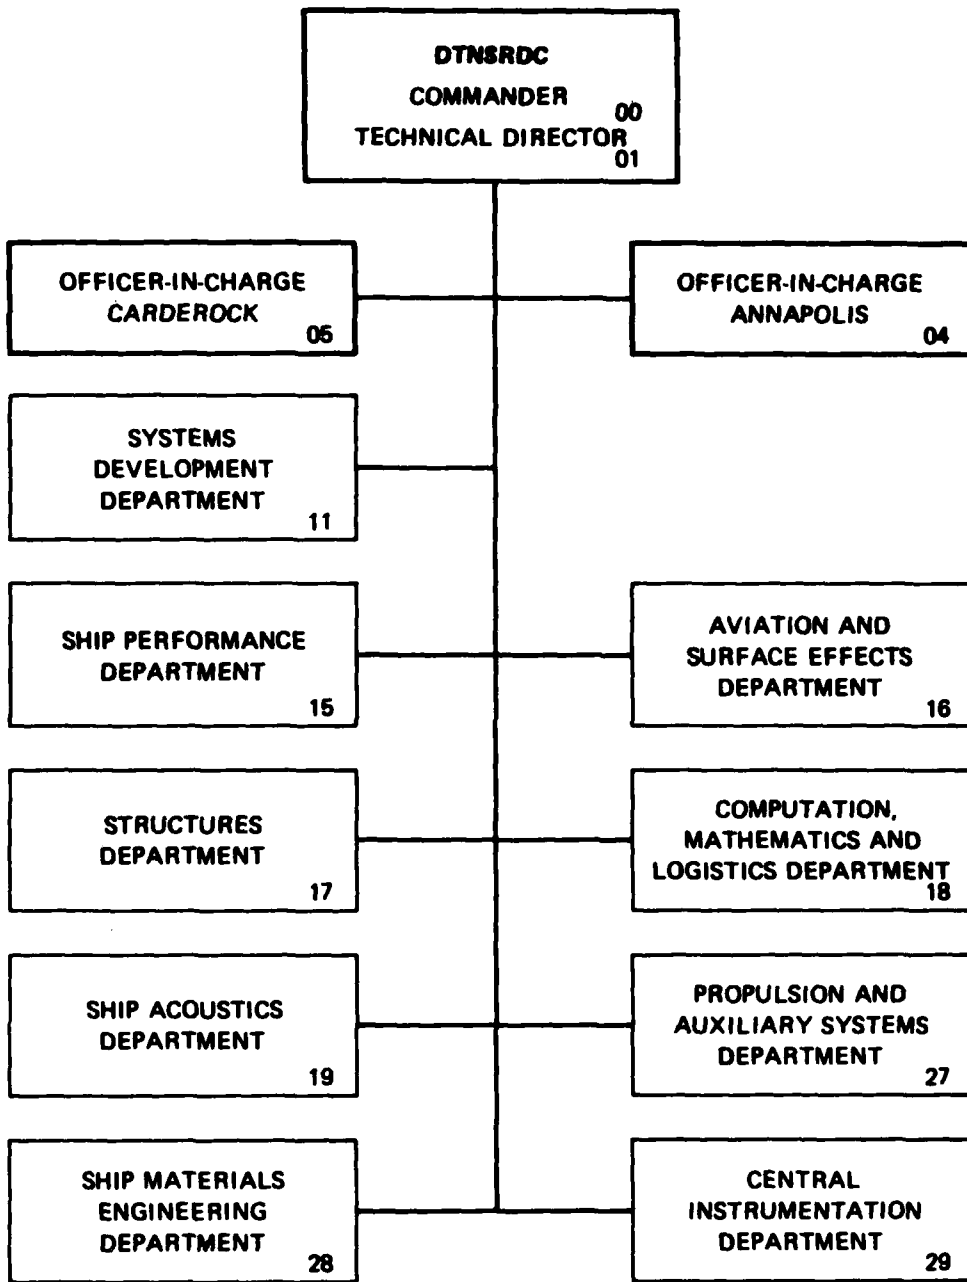 DTNSRDC
COMMANDER
00
TECHNICAL DIRECTOR
01
OFFICER-IN-CHARGE
CARDEROCK
05
OFFICER-IN-CHARGE
ANNAPOLIS
04
SYSTEMS
DEVELOPMENT
DEPARTMENT
11
SHIP PERFORMANCE
DEPARTMENT
15
AVIATION AND
SURFACE EFFECTS
DEPARTMENT
16
STRUCTURES
DEPARTMENT
17
COMPUTATION,
MATHEMATICS AND
LOGISTICS DEPARTMENT
18
SHIP ACOUSTICS
DEPARTMENT
19
PROPULSION AND
AUXILIARY SYSTEMS
DEPARTMENT
27
SHIP MATERIALS
ENGINEERING
DEPARTMENT
28
CENTRAL
INSTRUMENTATION
DEPARTMENT
29